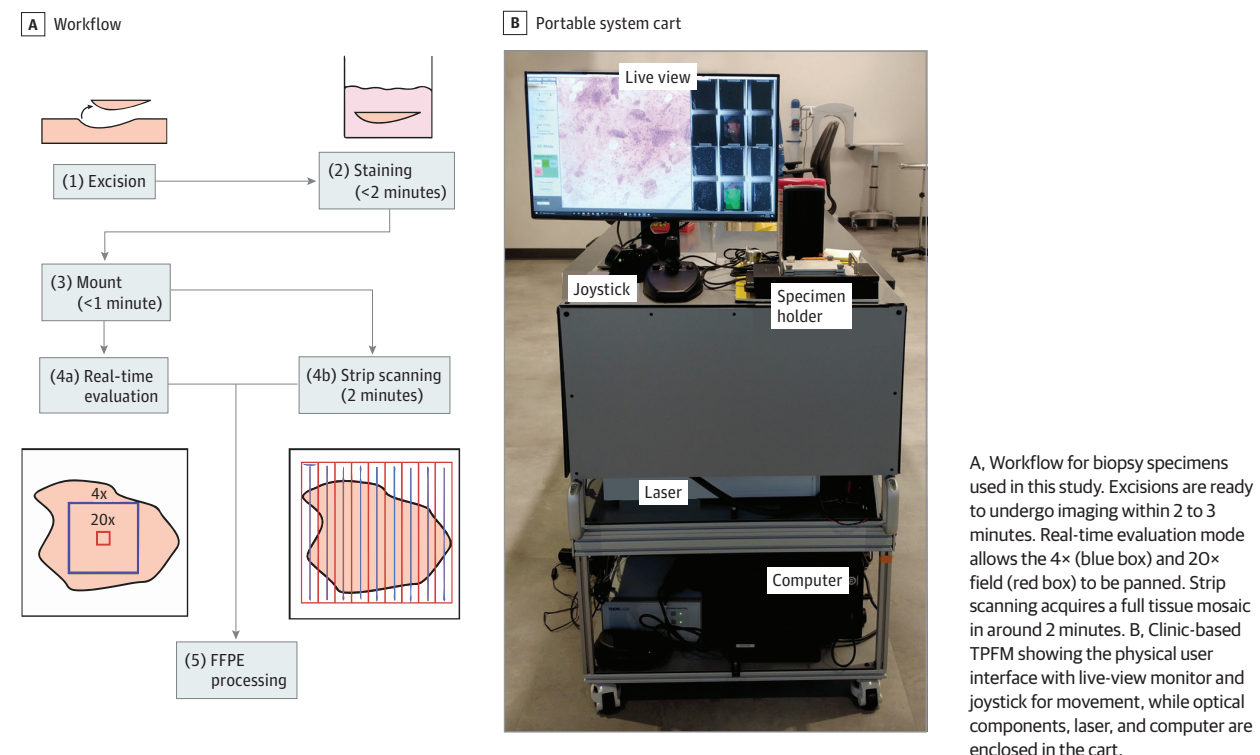 A Workflow
(1) Excision
(2) Staining
(<2 minutes)
(3) Mount
(<1 minute)
(4a) Real-time
evaluation
(4b) Strip scanning
(2 minutes)
4x
20x
(5) FFPE
processing
B Portable system cart
Live view
Joystick
Specimen
holder
Laser
Computer
A, Workflow for biopsy specimens
used in this study. Excisions are ready
to undergo imaging within 2 to 3
minutes. Real-time evaluation mode
allows the 4× (blue box) and 20×
field (red box) to be panned. Strip
scanning acquires a full tissue mosaic
in around 2 minutes. B, Clinic-based
TPFM showing the physical user
interface with live-view monitor and
joystick for movement, while optical
components, laser, and computer are
enclosed in the cart.